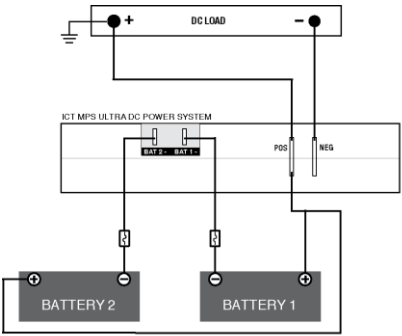 + DC LOAD -
ICT MPS ULTRA DC POWER SYSTEM
BAT 2 - BAT 1 -
POS NEG
+ - - +
BATTERY 2 BATTERY 1